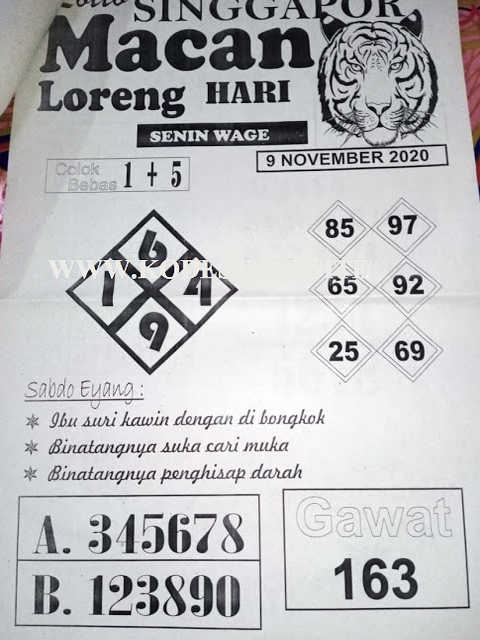 Lotto SINGGAPOR
Macan
Loreng HARI
SENIN WAGE
9 NOVEMBER 2020
Colok
Bebas 1 + 5
85 97
6
1 4
9
65 92
25 69
Sabdo Eyang :
Ibu suri kawin dengan di bongkok
Binatangnya suka cari muka
Binatangnya penghisap darah
A. 345678
B. 123890
Gawat
163